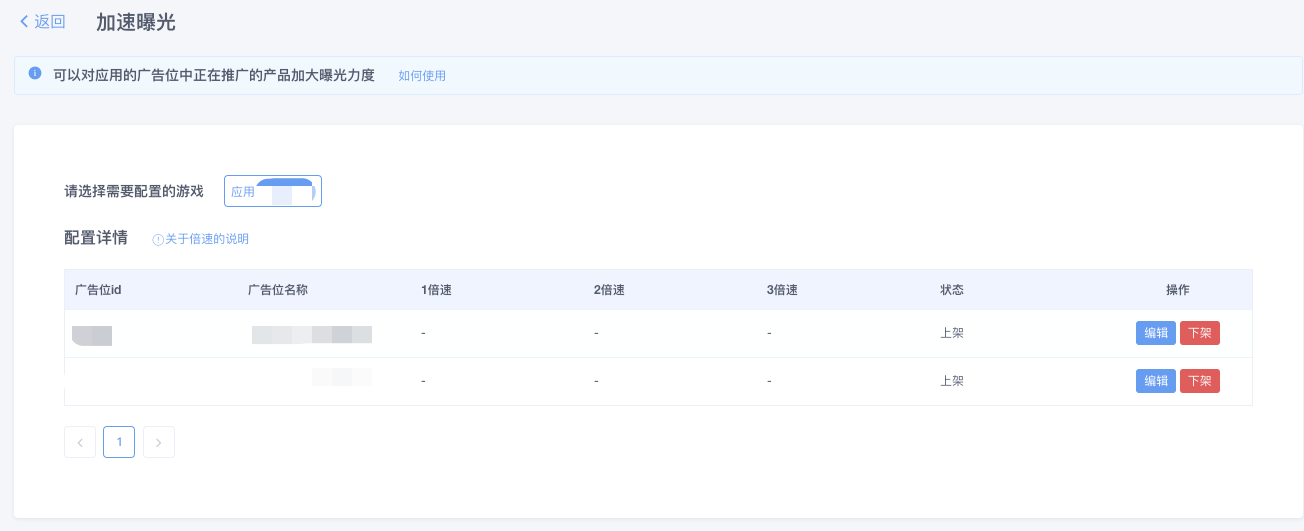 返回 加速曝光
可以对应用的广告位中正在推广的产品加大曝光力度 如何使用
请选择需要配置的游戏 应用
配置详情 关于倍速的说明
广告位id 广告位名称 1倍速 2倍速 3倍速 状态 操作
- - - 上架 编辑 下架
- - - 上架 编辑 下架
1